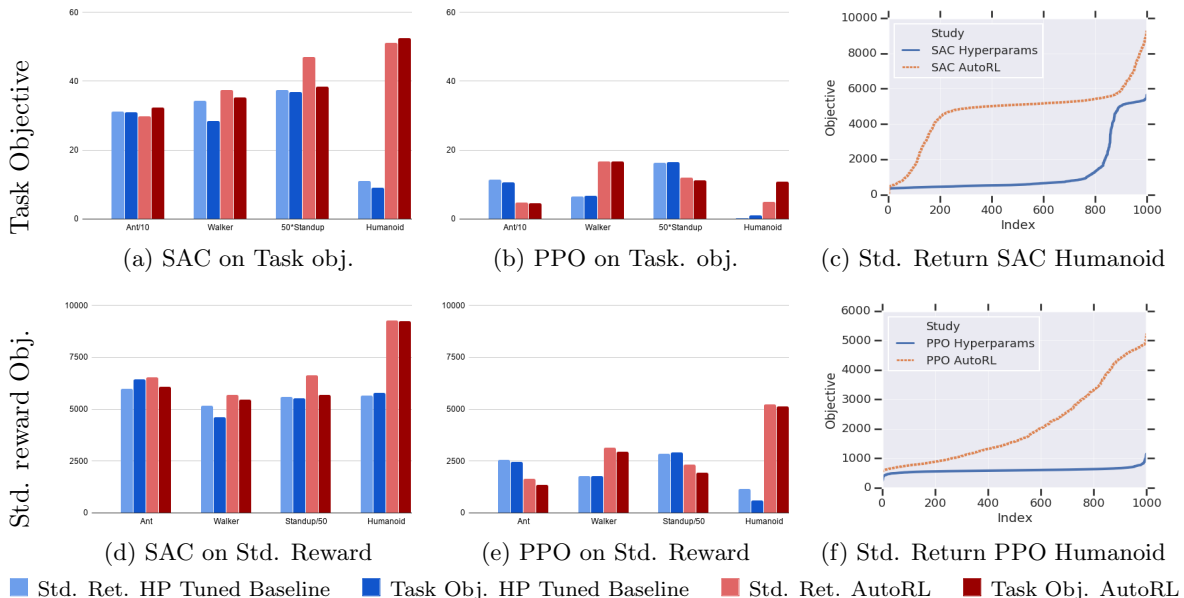 Task Objective
60
40
20
0
Ant/10 Walker 50*Standup Humanoid
(a) SAC on Task obj.
60
40
20
0
Ant/10 Walker 50*Standup Humanoid
(b) PPO on Task. obj.
10000
8000
6000
4000
2000
0
Objective
Study
SAC Hyperparams
SAC AutoRL
0 200 400 600 800 1000
Index
(c) Std. Return SAC Humanoid
Std. reward Obj.
10000
7500
5000
2500
0
Ant Walker Standup/50 Humanoid
(d) SAC on Std. Reward
10000
7500
5000
2500
0
Ant Walker Standup/50 Humanoid
(e) PPO on Std. Reward
6000
5000
4000
3000
2000
1000
0
Objective
Study
PPO Hyperparams
PPO AutoRL
0 200 400 600 800 1000
Index
(f) Std. Return PPO Humanoid
Std. Ret. HP Tuned Baseline Task Obj. HP Tuned Baseline Std. Ret. AutoRL Task Obj. AutoRL